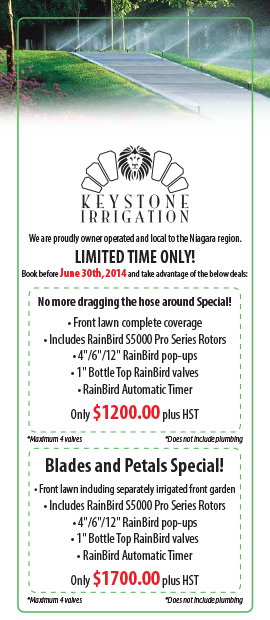 KEYSTONE
IRRIGATION
We are proudly owner operated and local to the Niagara region.
LIMITED TIME ONLY!
Book before June 30th, 2014 and take advantage of the below deals:
No more dragging the hose around Special!
• Front lawn complete coverage
• Includes RainBird S5000 Pro Series Rotors
• 4"/6"/12" RainBird pop-ups
• 1" Bottle Top RainBird valves
• RainBird Automatic Timer
Only $1200.00 plus HST
*Maximum 4 valves *Does not include plumbing
Blades and Petals Special!
• Front lawn including separately irrigated front garden
• Includes RainBird S5000 Pro Series Rotors
• 4"/6"/12" RainBird pop-ups
• 1" Bottle Top RainBird valves
• RainBird Automatic Timer
Only $1700.00 plus HST
*Maximum 4 valves *Does not include plumbing